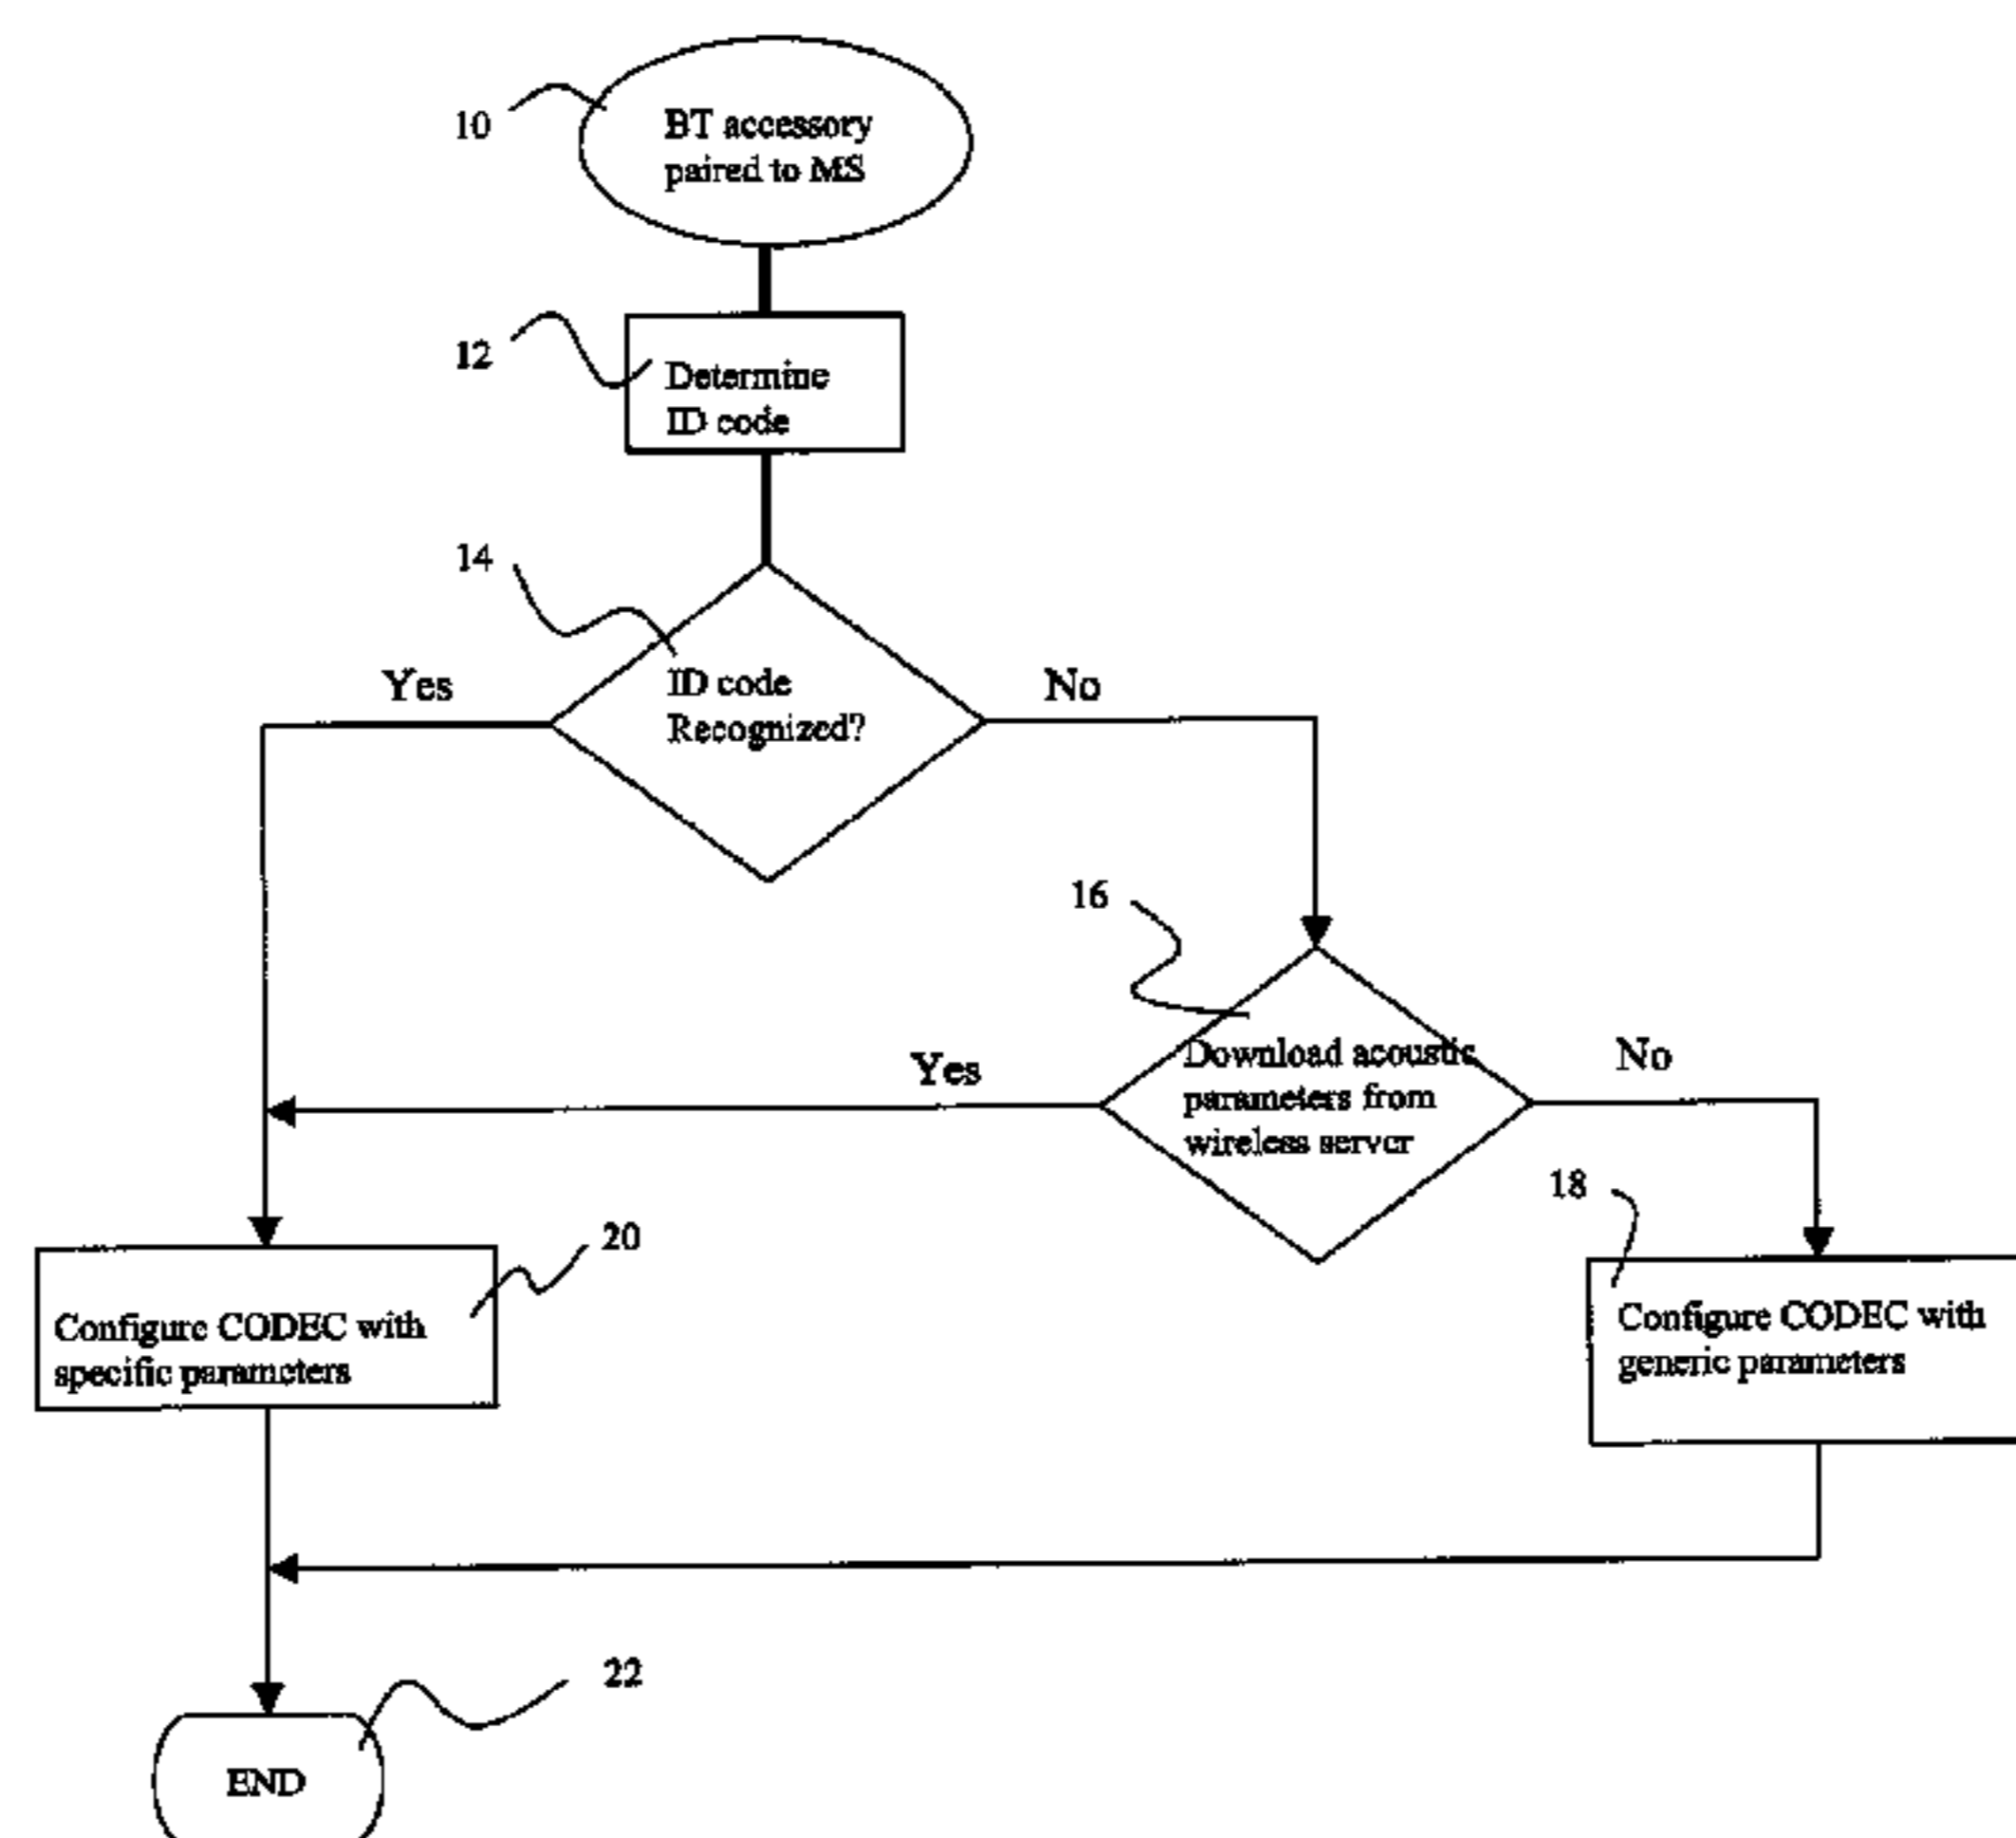 10
BT accessory
paired to MS
12
Determine
ID code
14
ID code
Recognized?
Yes
No
16
Download acoustic
parameters from
wireless server
Yes
No
18
Configure CODEC with
generic parameters
20
Configure CODEC with
specific parameters
22
END